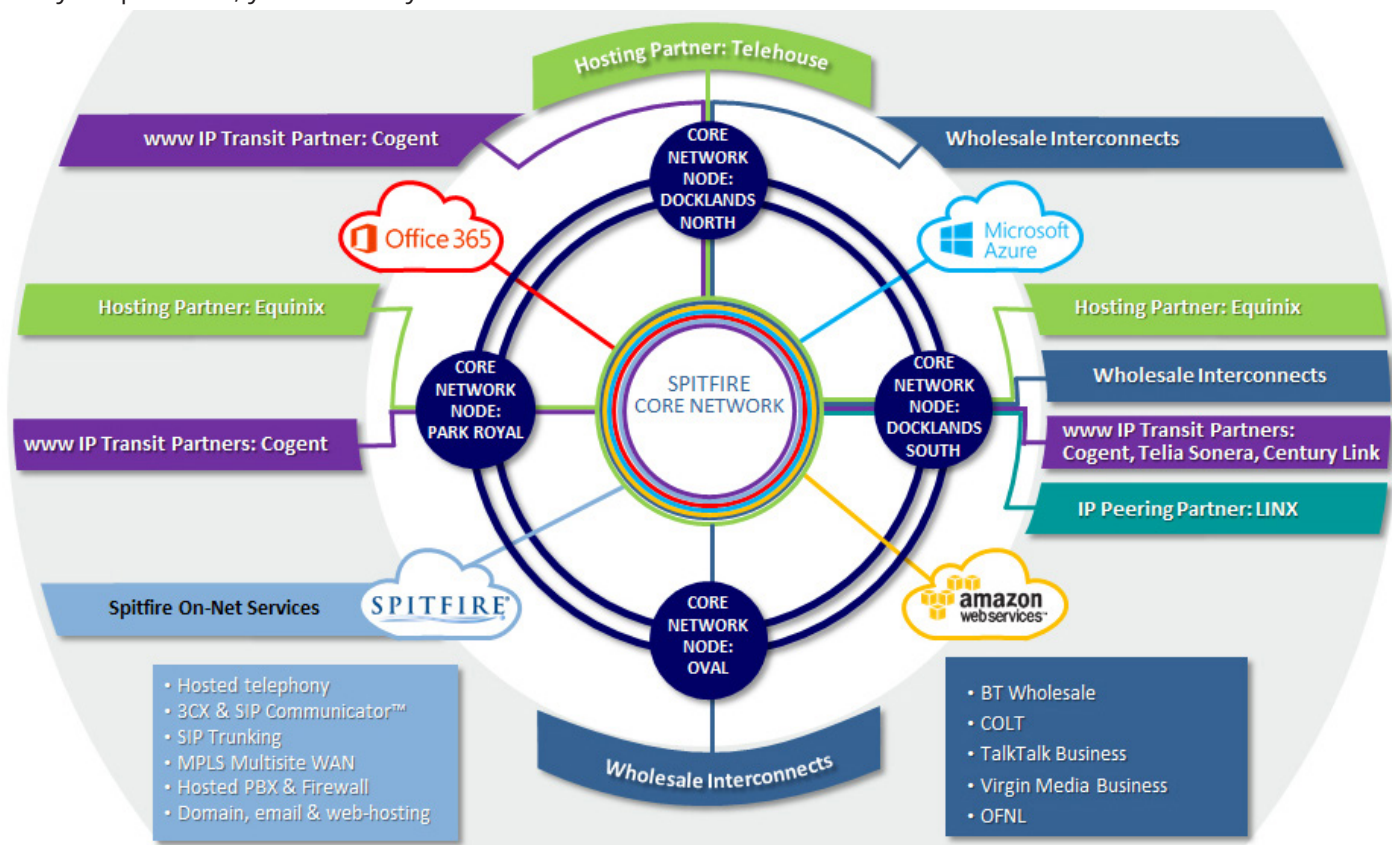 Hosting Partner: Telehouse
www IP Transit Partner: Cogent
Wholesale Interconnects
CORE
NETWORK
NODE:
DOCKLANDS
NORTH
Office 365
Microsoft
Azure
Hosting Partner: Equinix
Hosting Partner: Equinix
CORE
NETWORK
NODE:
PARK ROYAL
SPITFIRE
CORE NETWORK
CORE
NETWORK
NODE:
DOCKLANDS
SOUTH
Wholesale Interconnects
www IP Transit Partners: Cogent
www IP Transit Partners:
Cogent, Telia Sonera, Century Link
IP Peering Partner: LINX
Spitfire On-Net Services
SPITFIRE®
CORE
NETWORK
NODE:
OVAL
amazon
webservices™
• Hosted telephony
• 3CX & SIP Communicator™
• SIP Trunking
• MPLS Multisite WAN
• Hosted PBX & Firewall
• Domain, email & web-hosting
Wholesale Interconnects
• BT Wholesale
• COLT
• TalkTalk Business
• Virgin Media Business
• OFNL